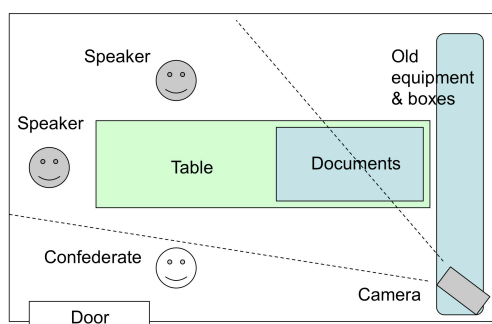 Speaker
Old
equipment
& boxes
Speaker
Table
Documents
Confederate
Camera
Door